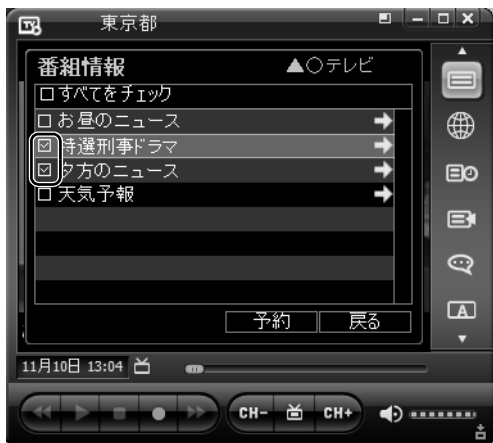 TV
東京都
番組情報 ▲○テレビ
すべてをチェック
お昼のニュース
特選刑事ドラマ
夕方のニュース
天気予報
予約 戻る
A
11月10日 13:04
CH- CH+